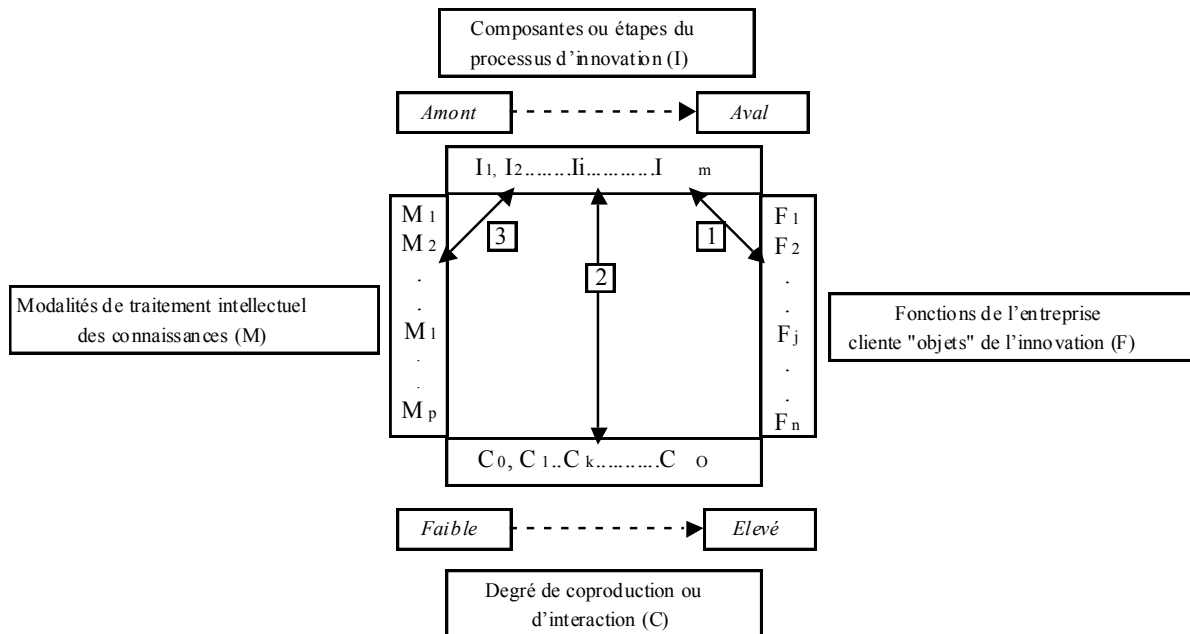 Composantes ou étapes du
processus d'innovation (I)
Amont
Aval
I1, I2........Ii............I m
M1
M2
.
.
M1
.
.
Mp
3
2
1
F1
F2
.
.
Fj
.
.
Fn
Modalités de traitement intellectuel
des connaissances (M)
Fonctions de l'entreprise
cliente "objets" de l'innovation (F)
C0, C1..Ck..........C O
Faible
Elevé
Degré de coproduction ou
d'interaction (C)